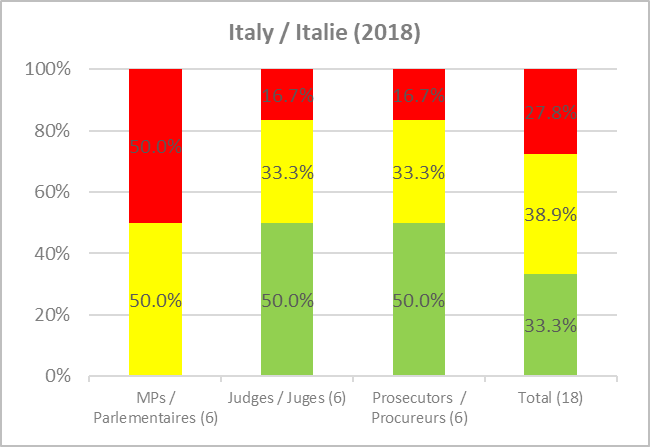 Italy / Italie (2018)
100%
80%
60%
40%
20%
0%
50.0%
50.0%
16.7%
33.3%
50.0%
16.7%
33.3%
50.0%
27.8%
38.9%
33.3%
MPs /
Parlementaires (6)
Judges / Juges (6)
Prosecutors /
Procureurs (6)
Total (18)